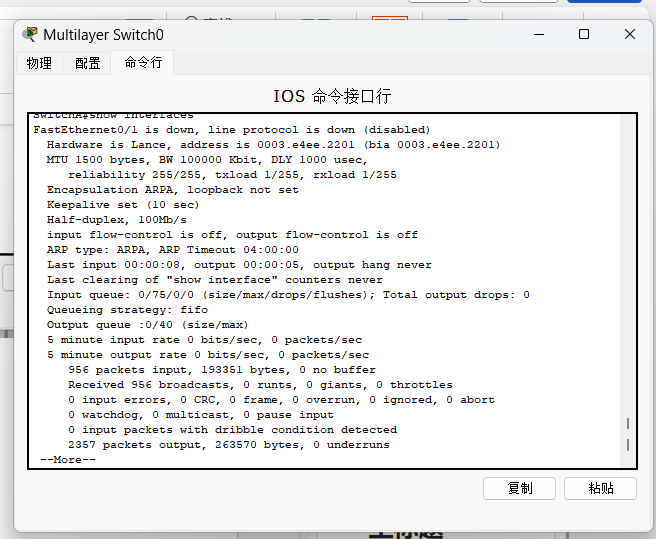 Multilayer Switch0
物理 配置 命令行
IOS 命令接口行
SwitchA#show interfaces
FastEthernet0/1 is down, line protocol is down (disabled)
Hardware is Lance, address is 0003.e4ee.2201 (bia 0003.e4ee.2201)
MTU 1500 bytes, BW 100000 Kbit, DLY 1000 usec,
reliability 255/255, txload 1/255, rxload 1/255
Encapsulation ARPA, loopback not set
Keepalive set (10 sec)
Half-duplex, 100Mb/s
input flow-control is off, output flow-control is off
ARP type: ARPA, ARP Timeout 04:00:00
Last input 00:00:08, output 00:00:05, output hang never
Last clearing of "show interface" counters never
Input queue: 0/75/0/0 (size/max/drops/flushes); Total output drops: 0
Queueing strategy: fifo
Output queue :0/40 (size/max)
5 minute input rate 0 bits/sec, 0 packets/sec
5 minute output rate 0 bits/sec, 0 packets/sec
956 packets input, 193351 bytes, 0 no buffer
Received 956 broadcasts, 0 runts, 0 giants, 0 throttles
0 input errors, 0 CRC, 0 frame, 0 overrun, 0 ignored, 0 abort
0 watchdog, 0 multicast, 0 pause input
0 input packets with dribble condition detected
2357 packets output, 263570 bytes, 0 underruns
--More--
复制 粘贴